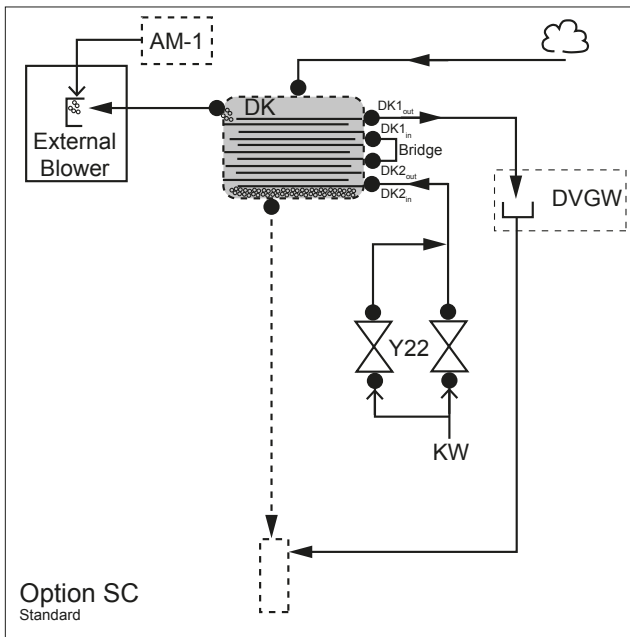 AM-1
External
Blower
DK
DK1out
DK1in
Bridge
DK2out
DK2in
DVGW
Y22
KW
Option SC
Standard